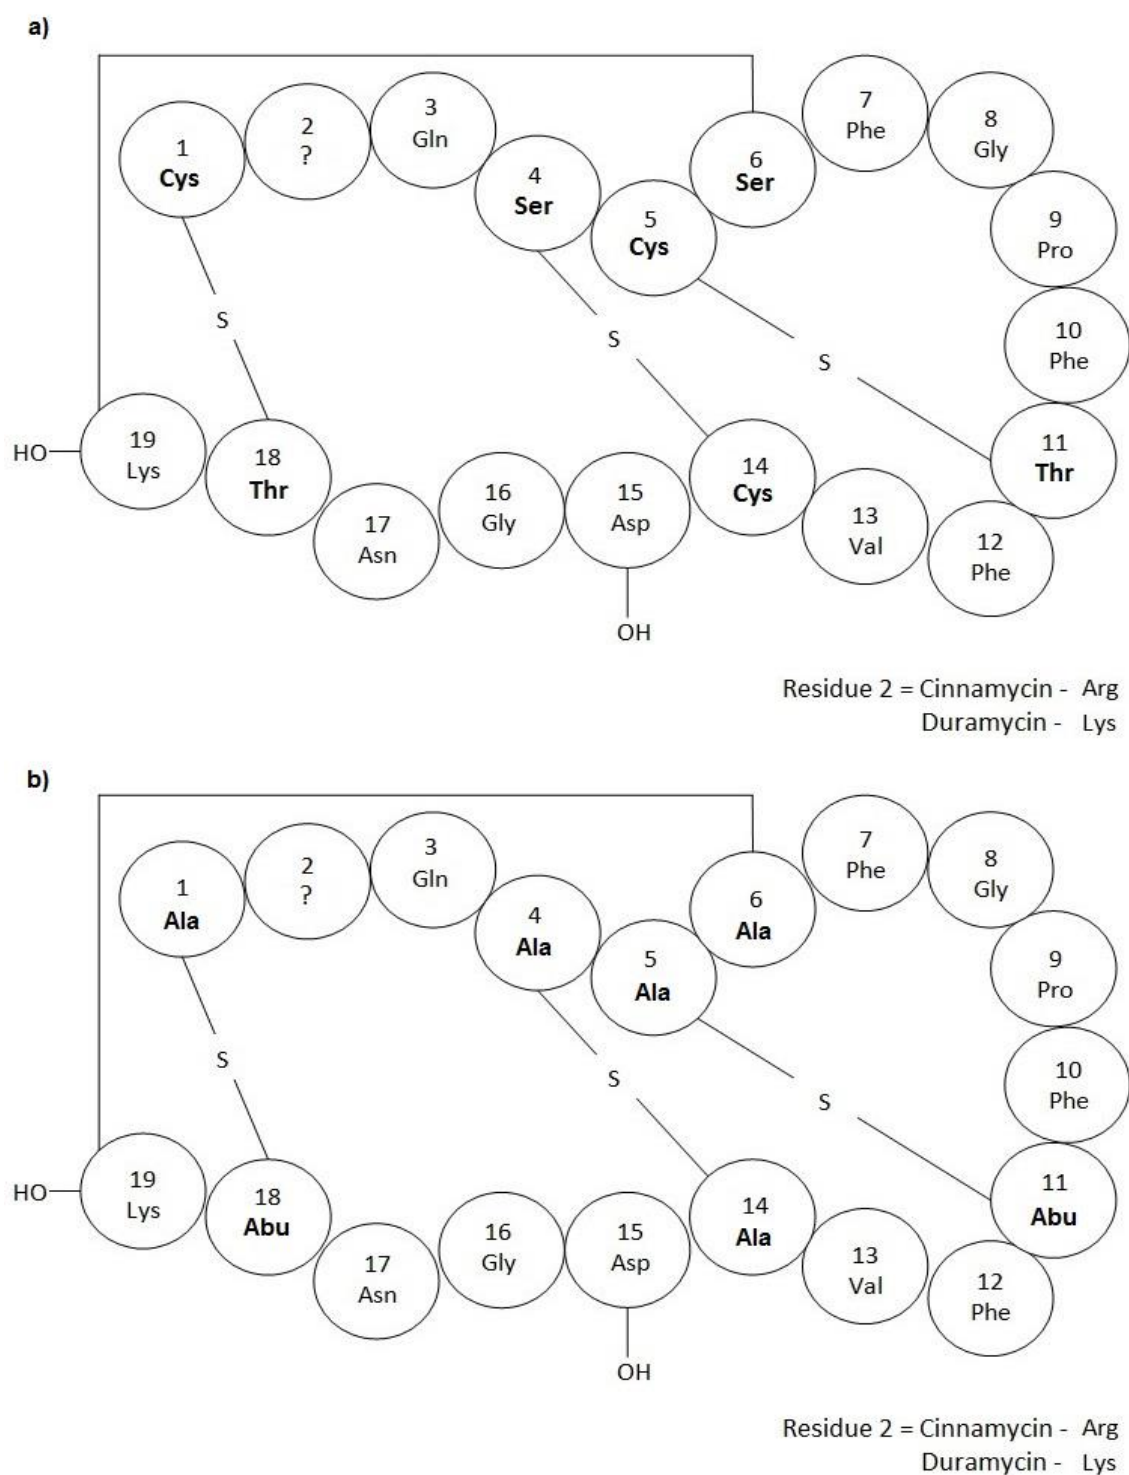 a)
1
Cys
2
?
3
Gln
4
Ser
5
Cys
6
Ser
7
Phe
8
Gly
9
Pro
10
Phe
11
Thr
12
Phe
13
Val
14
Cys
15
Asp
16
Gly
17
Asn
18
Thr
19
Lys
HO
S
S
S
OH
Residue 2 = Cinnamycin - Arg
Duramycin - Lys
b)
1
Ala
2
?
3
Gln
4
Ala
5
Ala
6
Ala
7
Phe
8
Gly
9
Pro
10
Phe
11
Abu
12
Phe
13
Val
14
Ala
15
Asp
16
Gly
17
Asn
18
Abu
19
Lys
HO
S
S
S
OH
Residue 2 = Cinnamycin - Arg
Duramycin - Lys